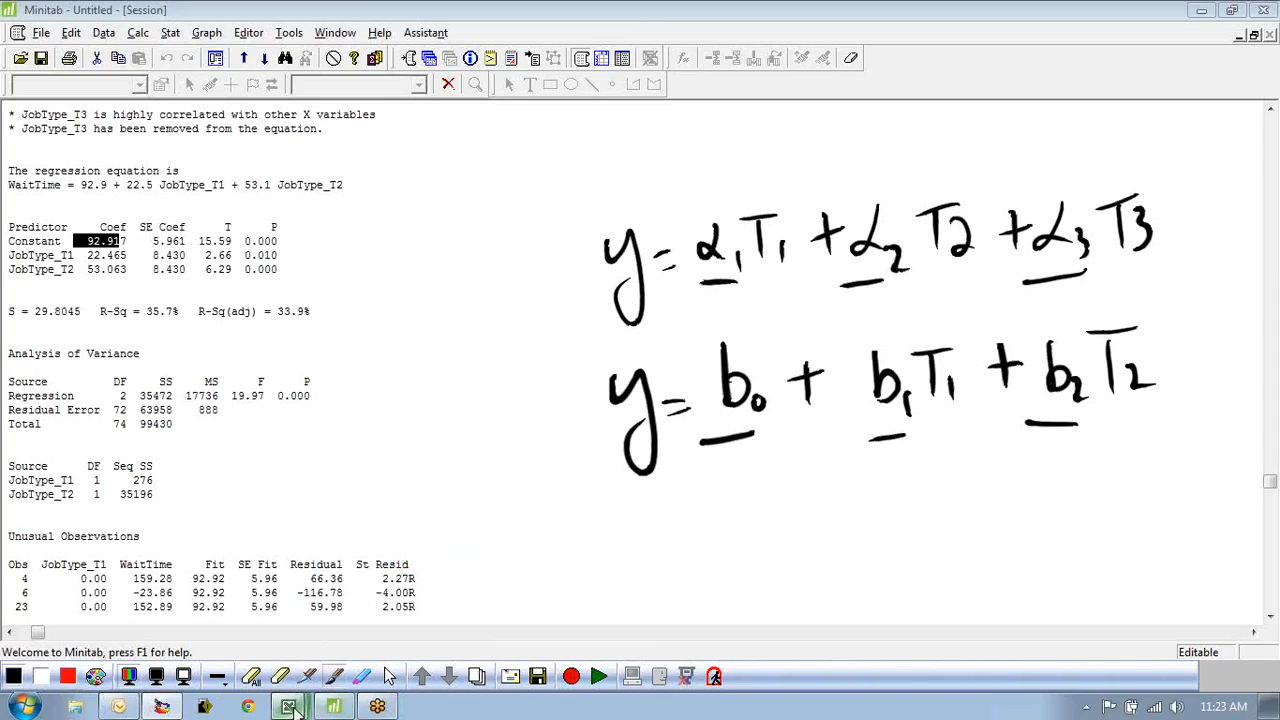 Minitab - Untitled - [Session]
File Edit Data Calc Stat Graph Editor Tools Window Help Assistant
* JobType_T3 is highly correlated with other X variables
* JobType_T3 has been removed from the equation.
The regression equation is
WaitTime = 92.9 + 22.5 JobType_T1 + 53.1 JobType_T2
Predictor Coef SE Coef T P
Constant 92.917 5.961 15.59 0.000
JobType_T1 22.465 8.430 2.66 0.010
JobType_T2 53.063 8.430 6.29 0.000
S = 29.8045 R-Sq = 35.7% R-Sq(adj) = 33.9%
Analysis of Variance
Source DF SS MS F P
Regression 2 35472 17736 19.97 0.000
Residual Error 72 63958 888
Total 74 99430
Source DF Seq SS
JobType_T1 1 276
JobType_T2 1 35196
Unusual Observations
Obs JobType_T1 WaitTime Fit SE Fit Residual St Resid
4 0.00 159.28 92.92 5.96 66.36 2.27R
6 0.00 -23.86 92.92 5.96 -116.78 -4.00R
23 0.00 152.89 92.92 5.96 59.98 2.05R
y = α₁T₁ + α₂T2 + α₃T3
y = b₀ + b₁T₁ + b₂T₂
Welcome to Minitab, press F1 for help. Editable
11:23 AM